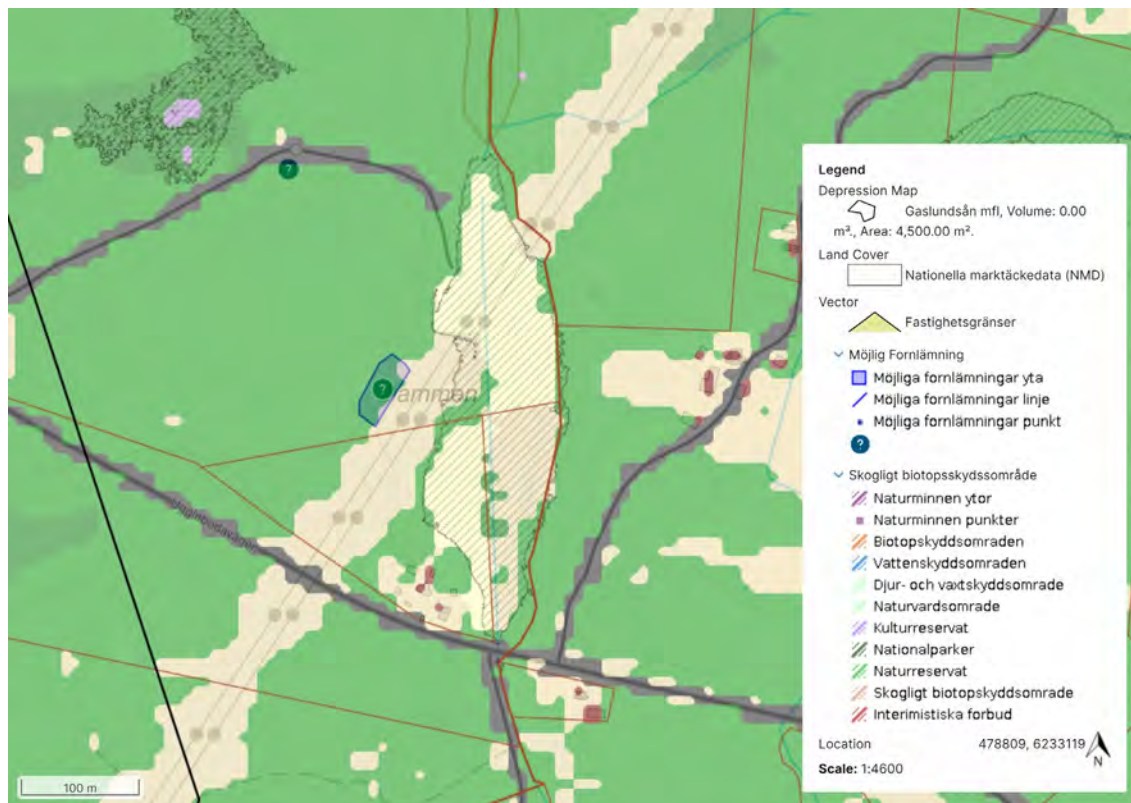 ammen
100 m
Legend
Depression Map
Gaslundsån mfl, Volume: 0.00
m³., Area: 4,500.00 m².
Land Cover
Nationella marktäckedata (NMD)
Vector
Fastighetsgränser
Möjlig Fornlämning
Möjliga fornlämningar yta
Möjliga fornlämningar linje
Möjliga fornlämningar punkt
?
Skogligt biotopsskydssområde
Naturminnen ytor
Naturminnen punkter
Biotopskyddsomraden
Vattenskyddsomraden
Djur- och vaxtskyddsomrade
Naturvardsomrade
Kulturreservat
Nationalparker
Naturreservat
Skogligt biotopskyddsomrade
Interimistiska forbud
Location 478809, 6233119
N
Scale: 1:4600